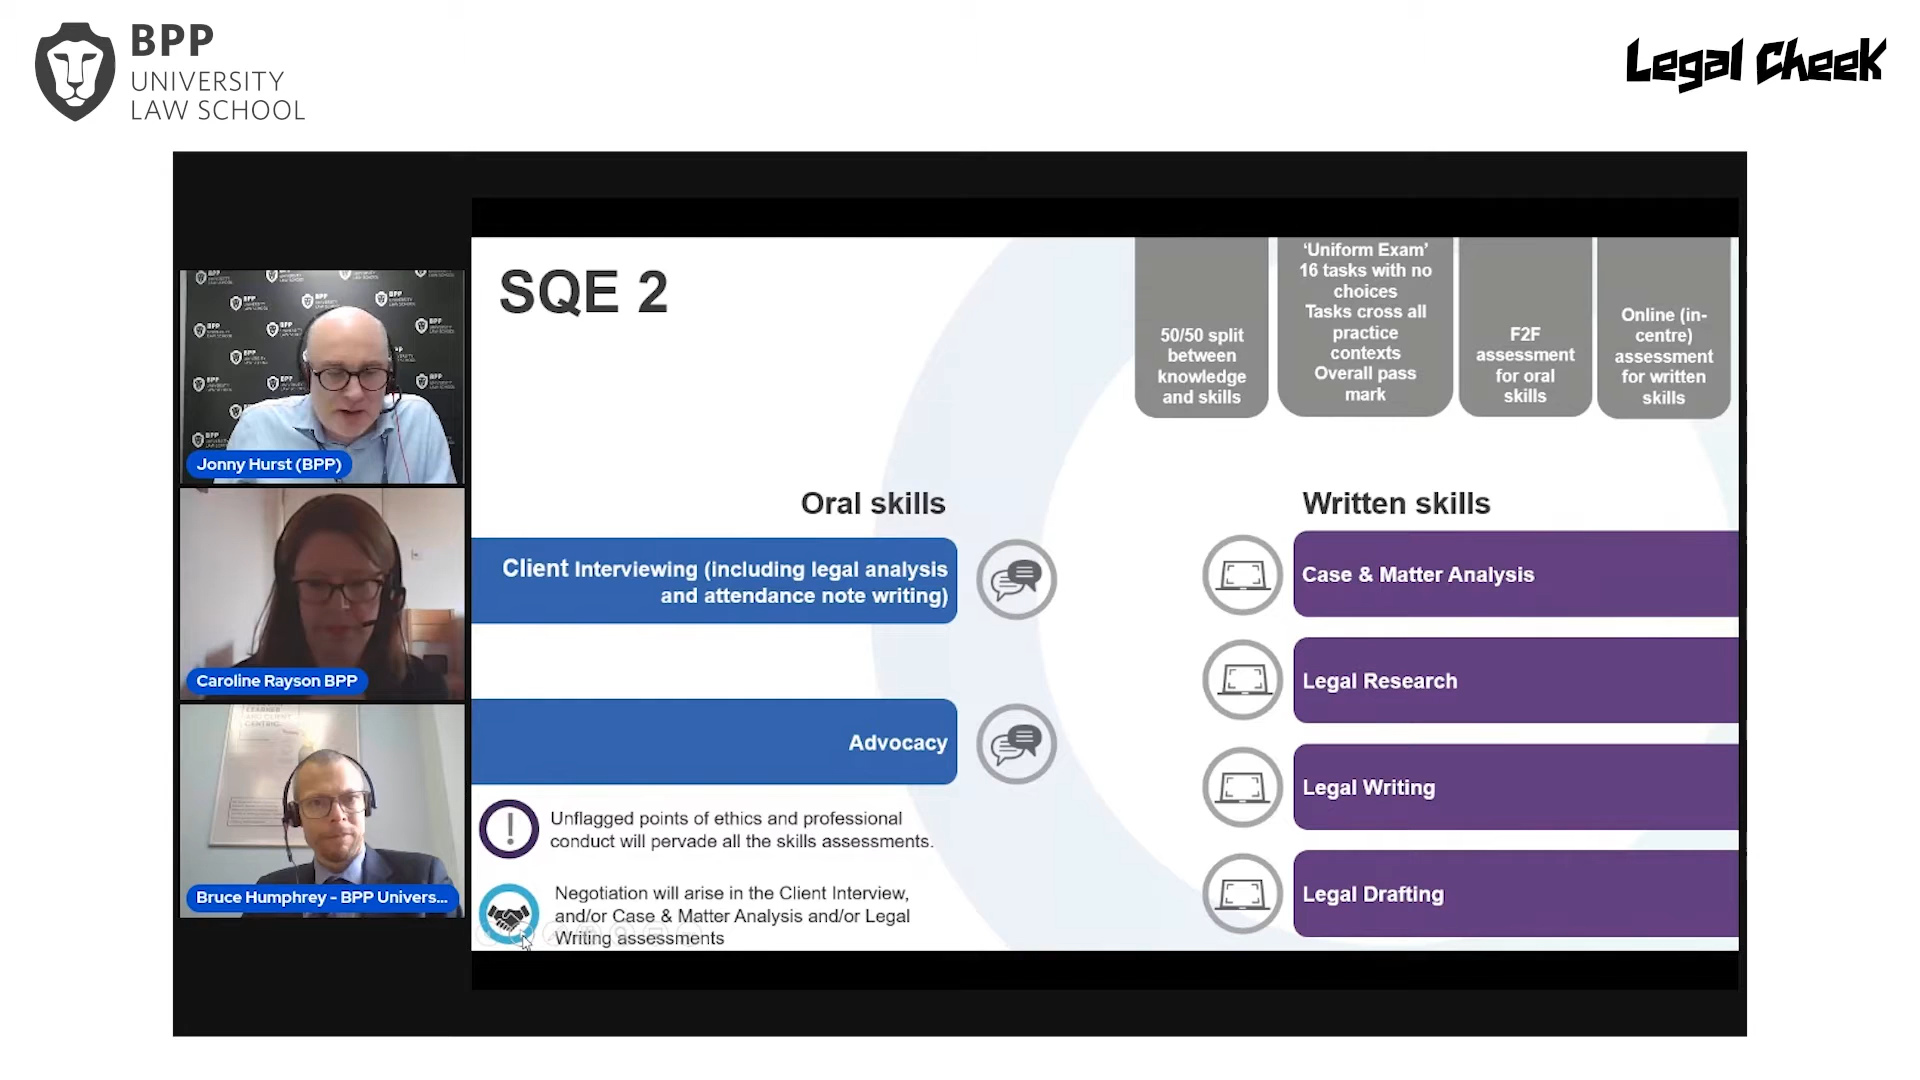 BPP
UNIVERSITY
LAW SCHOOL
Legal Cheek
Jonny Hurst (BPP)
Caroline Rayson BPP
Bruce Humphrey - BPP Univers...
SQE 2
50/50 split
between
knowledge
and skills
‘Uniform Exam’
16 tasks with no
choices
Tasks cross all
practice
contexts
Overall pass
mark
F2F
assessment
for oral
skills
Online (in-
centre)
assessment
for written
skills
Oral skills
Client Interviewing (including legal analysis
and attendance note writing)
Advocacy
Unflagged points of ethics and professional
conduct will pervade all the skills assessments.
Negotiation will arise in the Client Interview,
and/or Case & Matter Analysis and/or Legal
Writing assessments
Written skills
Case & Matter Analysis
Legal Research
Legal Writing
Legal Drafting